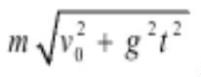 m√(v₀² + g²t²)